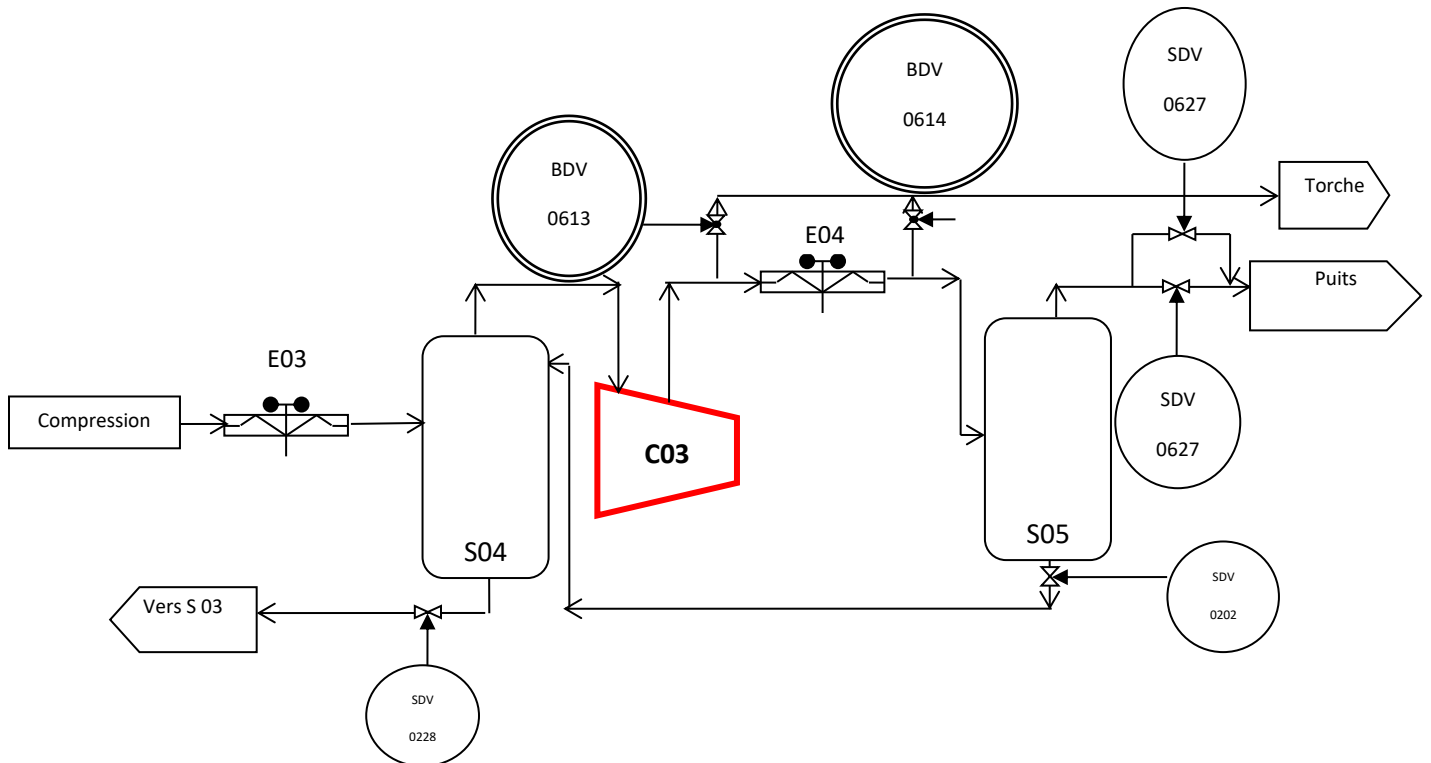 SDV
0627
BDV
0614
BDV
0613
Torche
E04
Puits
E03
Compression
C03
SDV
0627
S04
S05
SDV
0202
Vers S 03
SDV
0228